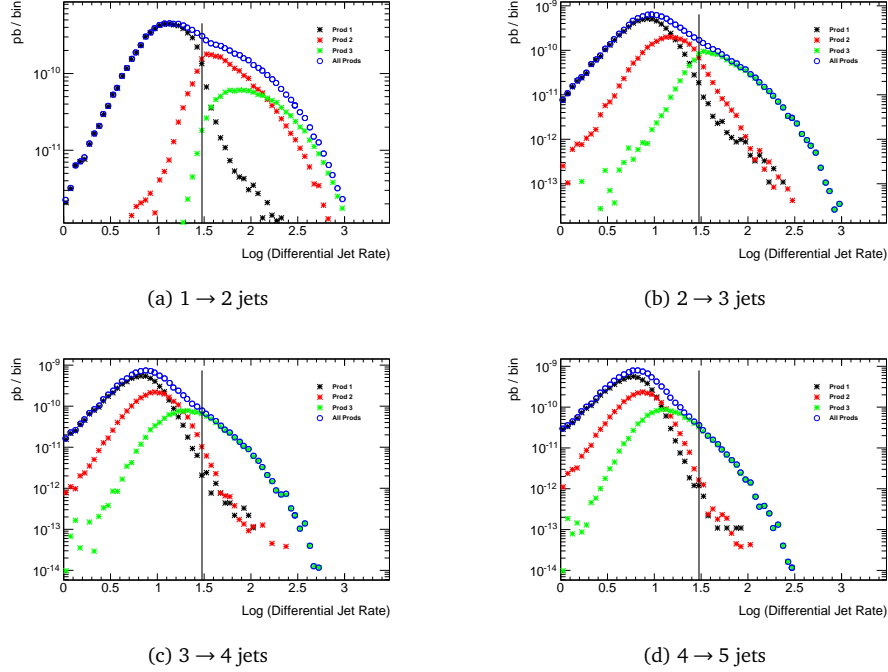 pb / bin
10⁻¹⁰
10⁻¹¹
Prod 1
Prod 2
Prod 3
All Prods
0 0.5 1 1.5 2 2.5 3
Log (Differential Jet Rate)
(a) 1 → 2 jets
pb / bin
10⁻⁹
10⁻¹⁰
10⁻¹¹
10⁻¹²
10⁻¹³
Prod 1
Prod 2
Prod 3
All Prods
0 0.5 1 1.5 2 2.5 3
Log (Differential Jet Rate)
(b) 2 → 3 jets
pb / bin
10⁻⁹
10⁻¹⁰
10⁻¹¹
10⁻¹²
10⁻¹³
10⁻¹⁴
Prod 1
Prod 2
Prod 3
All Prods
0 0.5 1 1.5 2 2.5 3
Log (Differential Jet Rate)
(c) 3 → 4 jets
pb / bin
10⁻⁹
10⁻¹⁰
10⁻¹¹
10⁻¹²
10⁻¹³
10⁻¹⁴
Prod 1
Prod 2
Prod 3
All Prods
0 0.5 1 1.5 2 2.5 3
Log (Differential Jet Rate)
(d) 4 → 5 jets